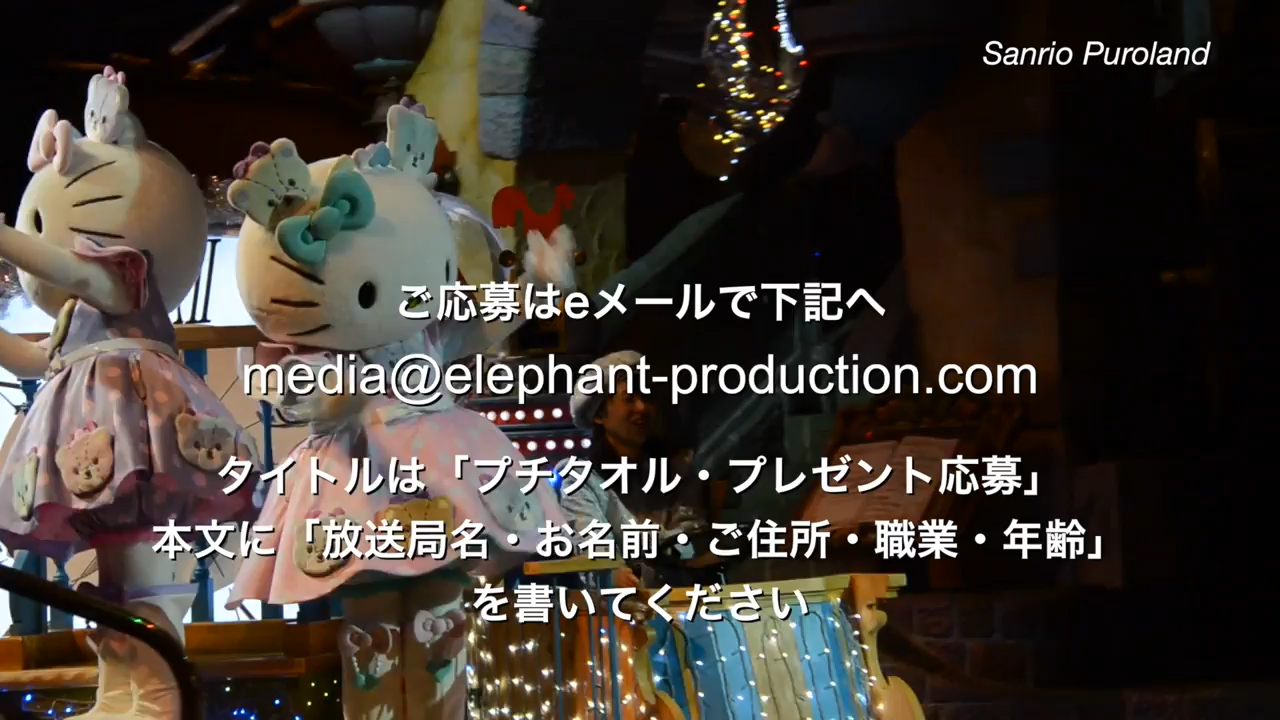 Sanrio Puroland
ご応募はeメールで下記へ
media@elephant-production.com
タイトルは「プチタオル・プレゼント応募」
本文に「放送局名・お名前・ご住所・職業・年齢」
を書いてください